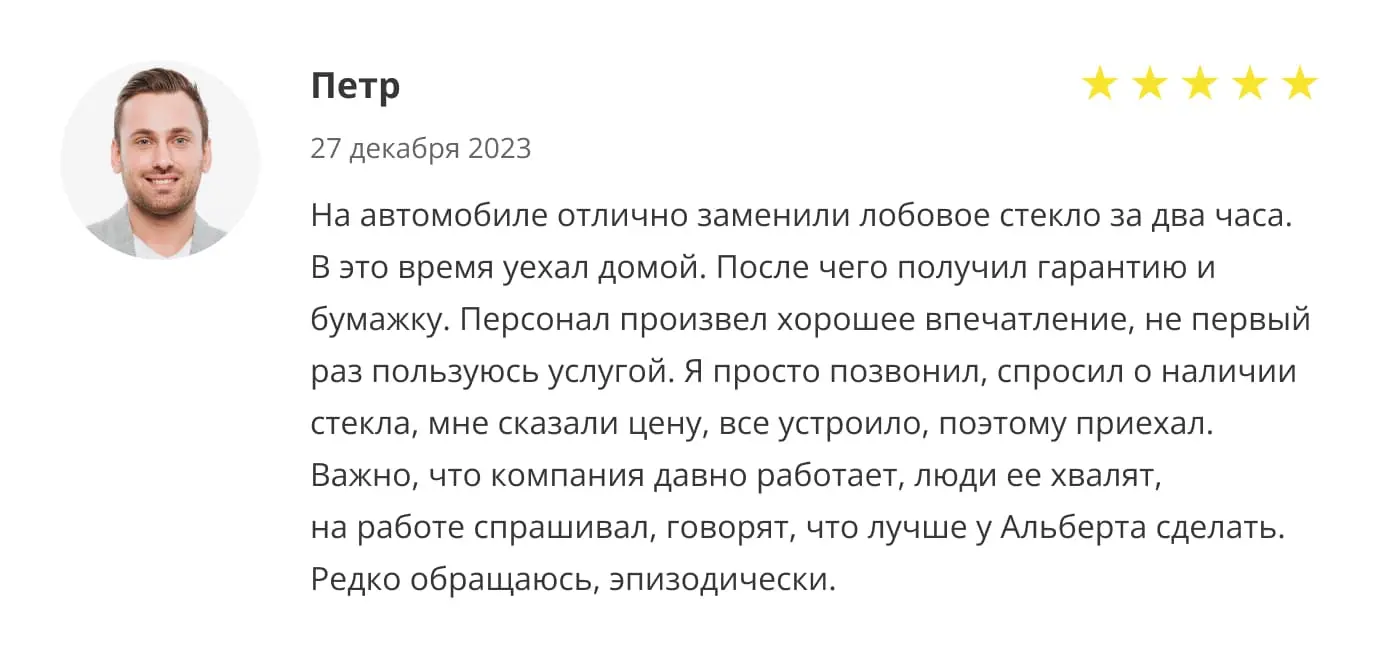 Петр
27 декабря 2023
На автомобиле отлично заменили лобовое стекло за два часа.
В это время уехал домой. После чего получил гарантию и
бумажку. Персонал произвел хорошее впечатление, не первый
раз пользуюсь услугой. Я просто позвонил, спросил о наличии
стекла, мне сказали цену, все устроило, поэтому приехал.
Важно, что компания давно работает, люди ее хвалят,
на работе спрашивал, говорят, что лучше у Альберта сделать.
Редко обращаюсь, эпизодически.